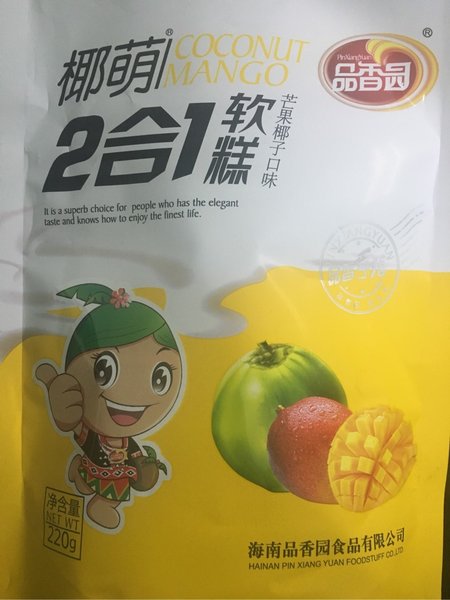 椰萌®
COCONUT
MANGO
PinXiangYuan
品香园®
2合1
软糕
芒果椰子口味
It is a superb choice for people who has the elegant
taste and knows how to enjoy the finest life.
净含量
NET WT
220g
海南品香园食品有限公司
HAINAN PIN XIANG YUAN FOODSTUFF CO.,LTD